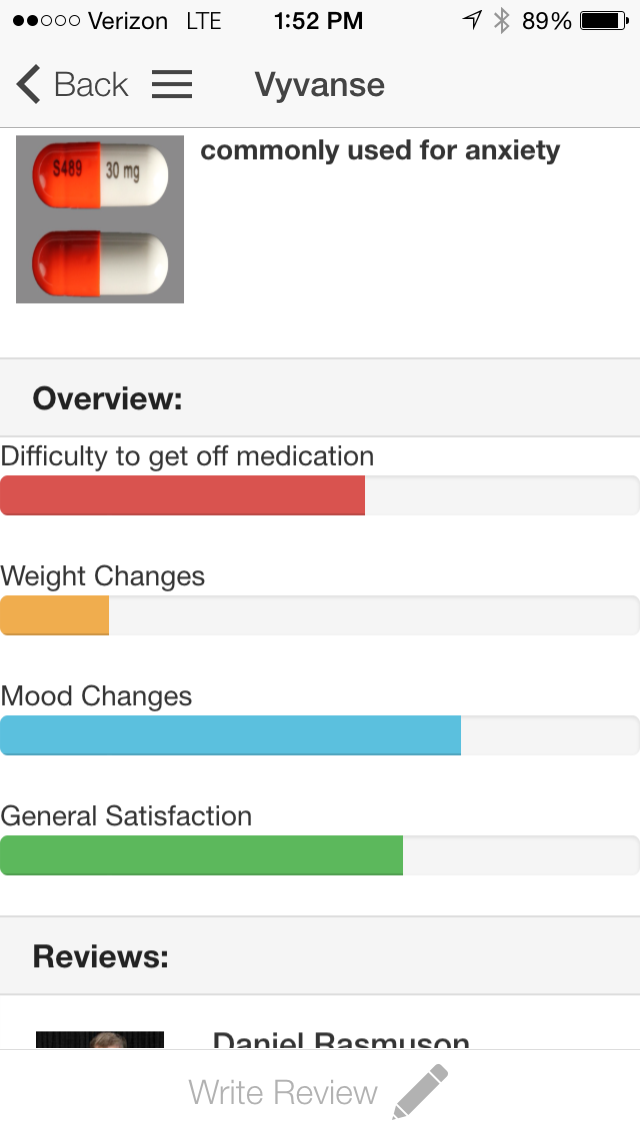 Verizon LTE 1:52 PM 89%
Back Vyvanse
commonly used for anxiety
S489 30 mg
Overview:
Difficulty to get off medication
Weight Changes
Mood Changes
General Satisfaction
Reviews:
Daniel Rasmuson
Write Review